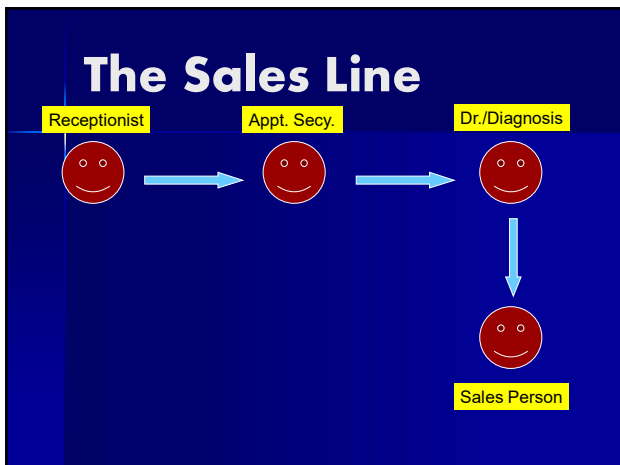 The Sales Line
Receptionist
Appt. Secy.
Dr./Diagnosis
Sales Person